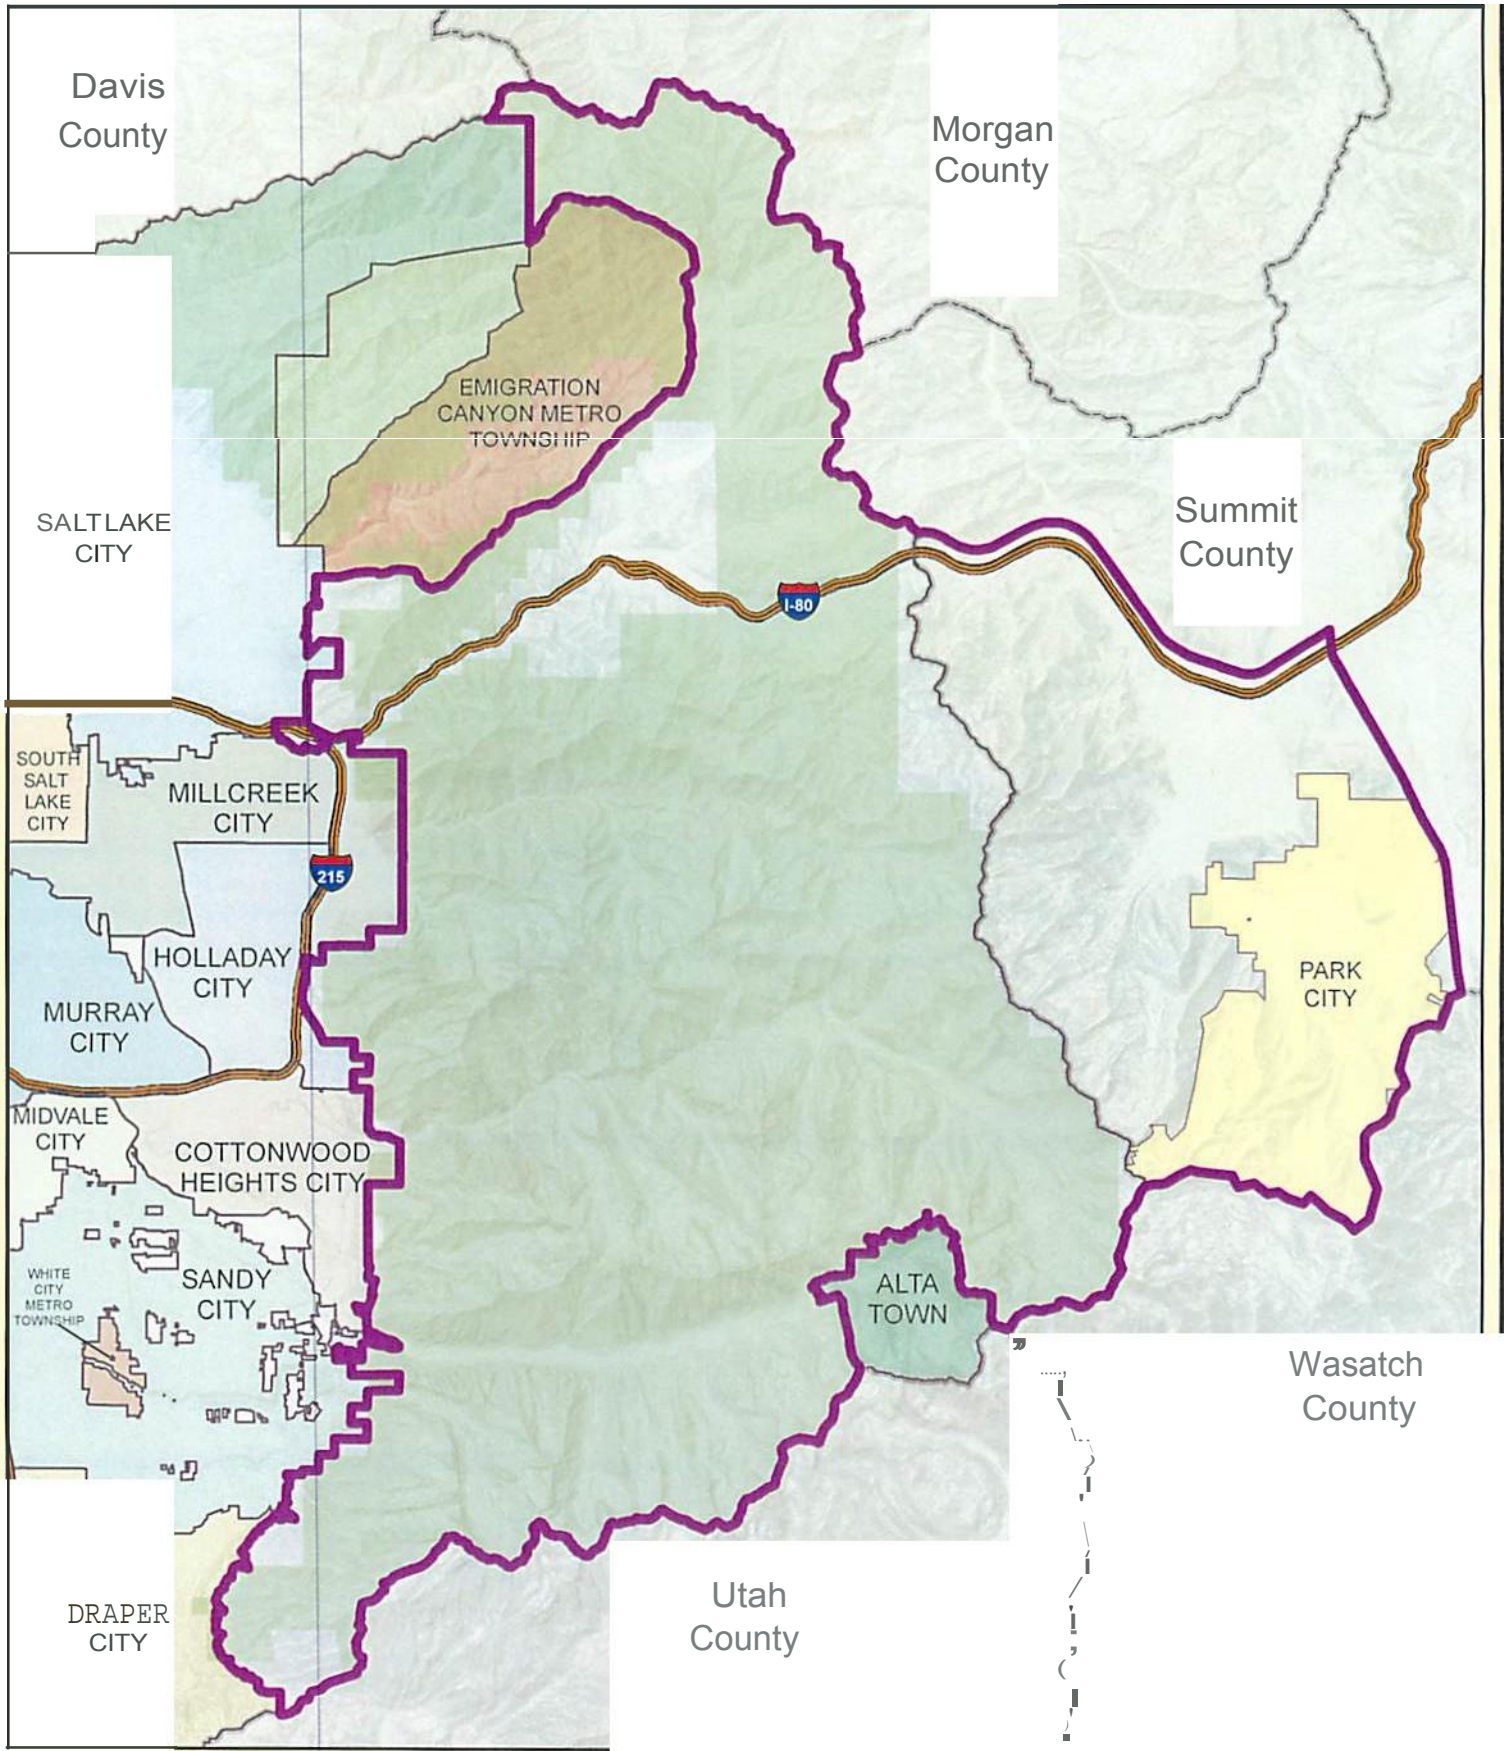 Davis
County
Morgan
County
EMIGRATION
CANYON METRO
TOWNSHIP
SALT LAKE
CITY
Summit
County
I-80
SOUTH
SALT
LAKE
CITY
MILLCREEK
CITY
215
HOLLADAY
CITY
PARK
CITY
MURRAY
CITY
MIDVALE
CITY
COTTONWOOD
HEIGHTS CITY
WHITE
CITY
METRO
TOWNSHIP
SANDY
CITY
ALTA
TOWN
Wasatch
County
Utah
County
DRAPER
CITY